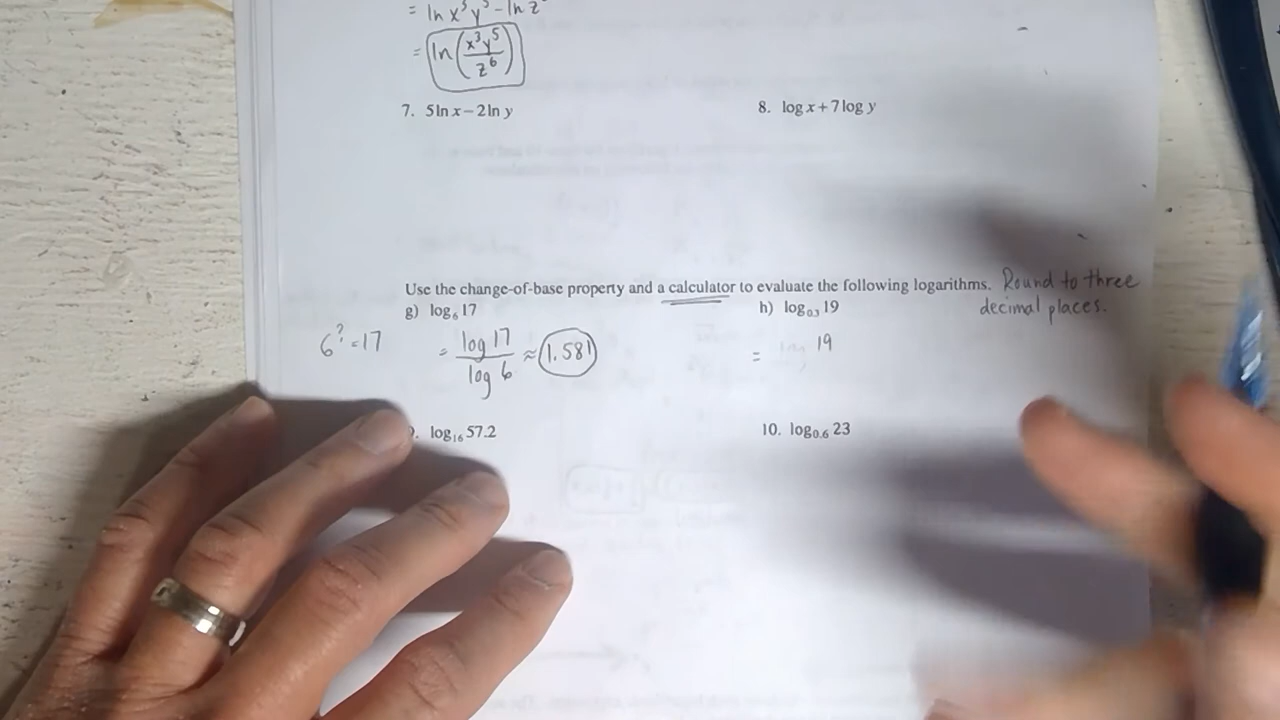 = ln x³y⁵ - ln z
= ln(x³y⁵/z⁶)
7. 5 ln x − 2 ln y
8. log x + 7 log y
Use the change-of-base property and a calculator to evaluate the following logarithms. Round to three
decimal places.
g) log₆ 17
h) log₀.₃ 19
6^? = 17
= log 17 / log 6 ≈ 1.581
= 19
9. log₁₆ 57.2
10. log₀.₆ 23